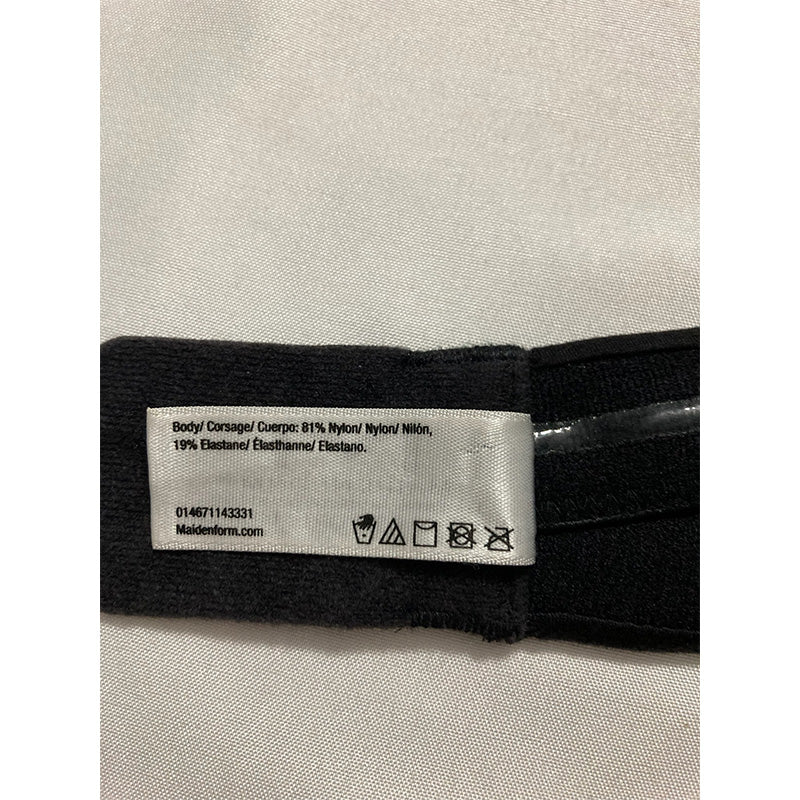 Body/ Corsage/ Cuerpo: 81% Nylon/ Nylon/ Nilón,
19% Elastane/ Élasthanne/ Elastano.
014671143331
Maidenform.com